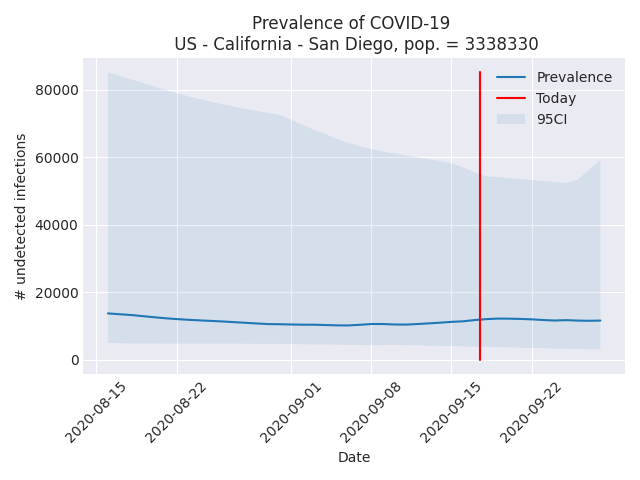 Prevalence of COVID-19
US - California - San Diego, pop. = 3338330
Prevalence
Today
95CI
80000
60000
40000
20000
0
# undetected infections
2020-08-15
2020-08-22
2020-09-01
2020-09-08
2020-09-15
2020-09-22
Date